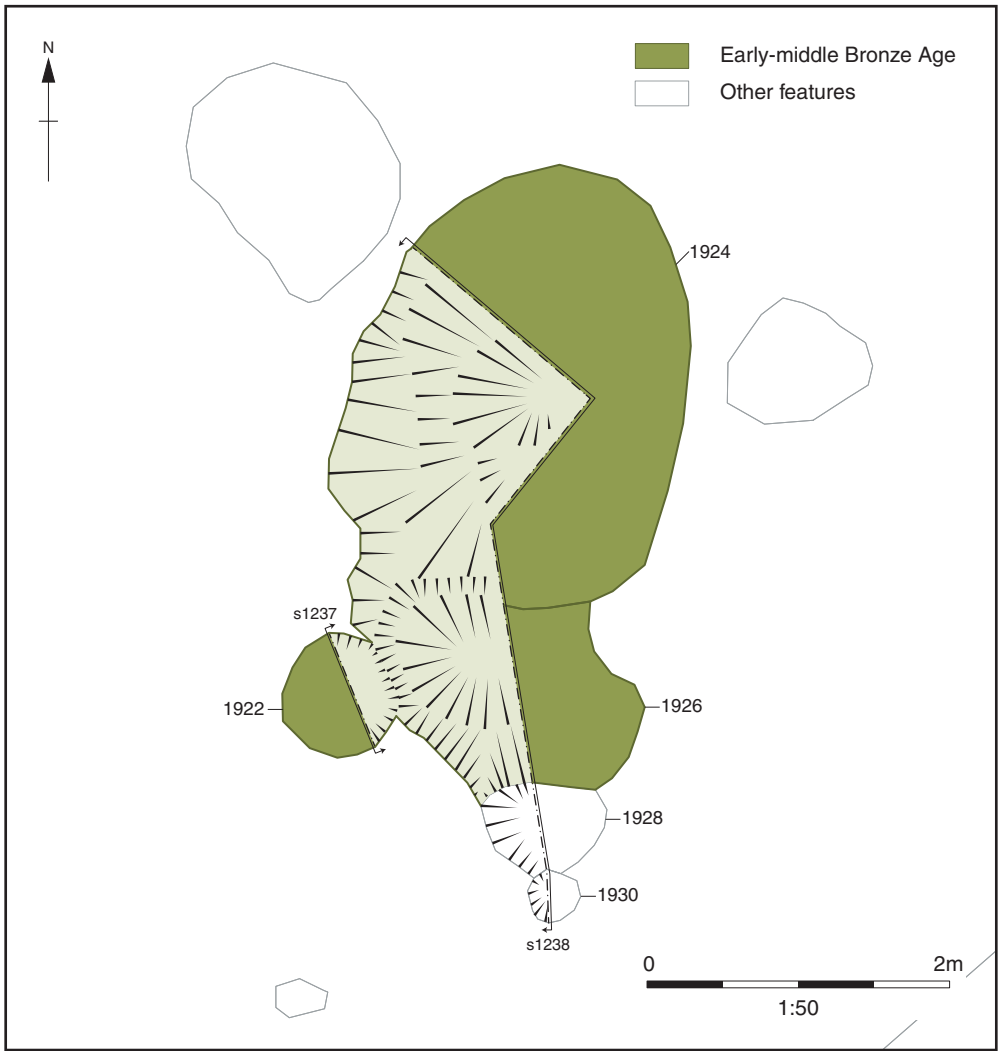 N
Early-middle Bronze Age
Other features
1924
s1237
1922
1926
1928
1930
s1238
0 2m
1:50